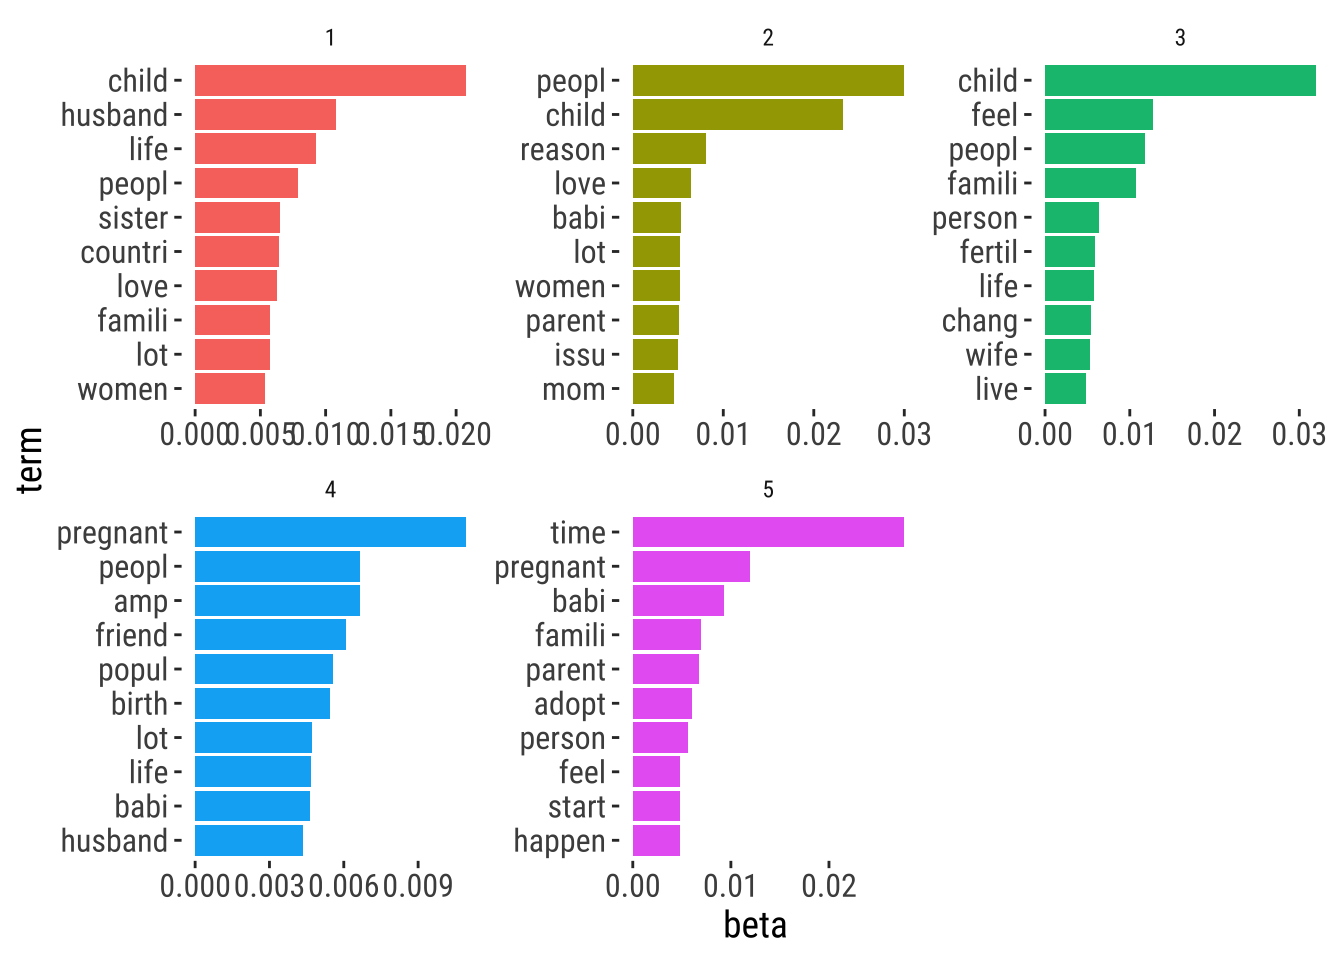 1
child
husband
life
peopl
sister
countri
love
famili
lot
women
0.000 0.005 0.010 0.015 0.020
2
peopl
child
reason
love
babi
lot
women
parent
issu
mom
0.00 0.01 0.02 0.03
3
child
feel
peopl
famili
person
fertil
life
chang
wife
live
0.00 0.01 0.02 0.03
term
4
pregnant
peopl
amp
friend
popul
birth
lot
life
babi
husband
0.000 0.003 0.006 0.009
5
time
pregnant
babi
famili
parent
adopt
person
feel
start
happen
0.00 0.01 0.02
beta